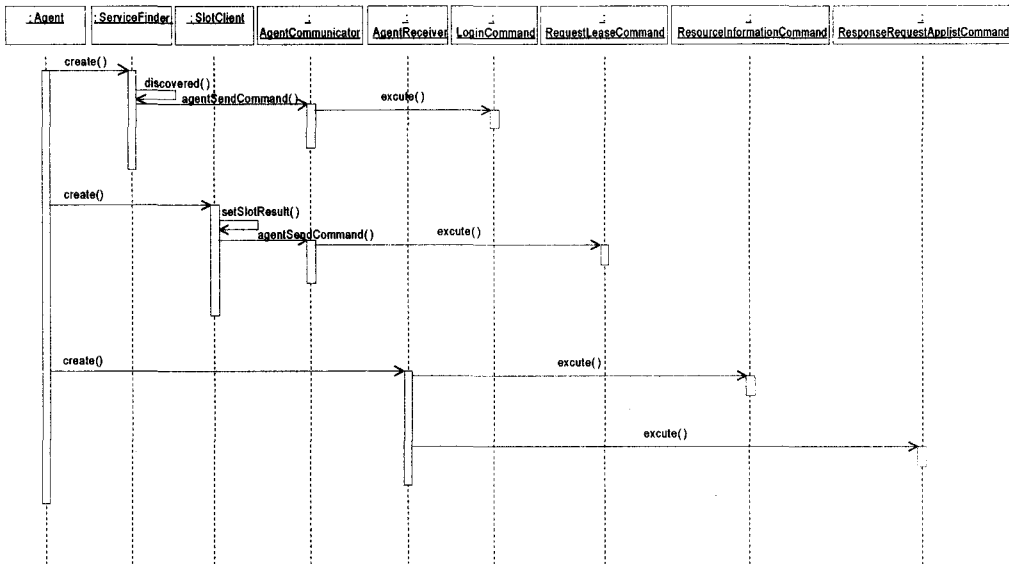 : Agent
: ServiceFinder
: SlotClient
:
AgentCommunicator
:
AgentReceiver
:
LoginCommand
:
RequestLeaseCommand
:
ResourceInformationCommand
:
ResponseRequestApplistCommand
create()
discovered()
agentSendCommand()
excute()
create()
setSlotResult()
agentSendCommand()
excute()
create()
excute()
excute()